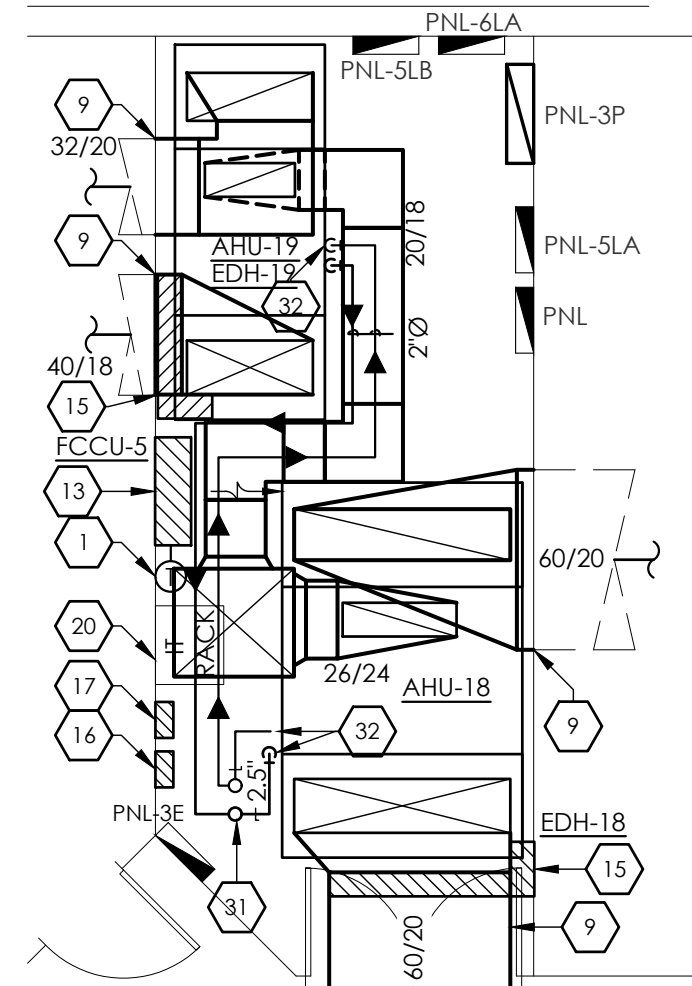 PNL-6LA
PNL-5LB
9
32/20
PNL-3P
9
AHU-19
EDH-19
20/18
PNL-5LA
32
2"Ø
PNL
40/18
15
FCCU-5
13
1
T
60/20
20
IT
RACK
17
26/24
AHU-18
9
16
32
2.5"
PNL-3E
EDH-18
15
31
60/20
9